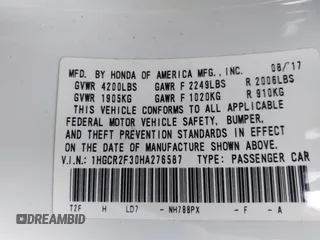 MFD. BY HONDA OF AMERICA MFG., INC. 08/17
GVWR 4200LBS GAWR F 2249LBS R 2006LBS
GVWR 1905KG GAWR F 1020KG R 910KG
THIS VEHICLE CONFORMS TO ALL APPLICABLE
FEDERAL MOTOR VEHICLE SAFETY, BUMPER,
AND THEFT PREVENTION STANDARDS IN EFFECT
ON THE DATE OF MANUFACTURE SHOWN ABOVE.
V.I.N.: 1HGCR2F30HA276587 TYPE: PASSENGER CAR
T2F H LD7 - NH788PX - F - A
DREAMBID